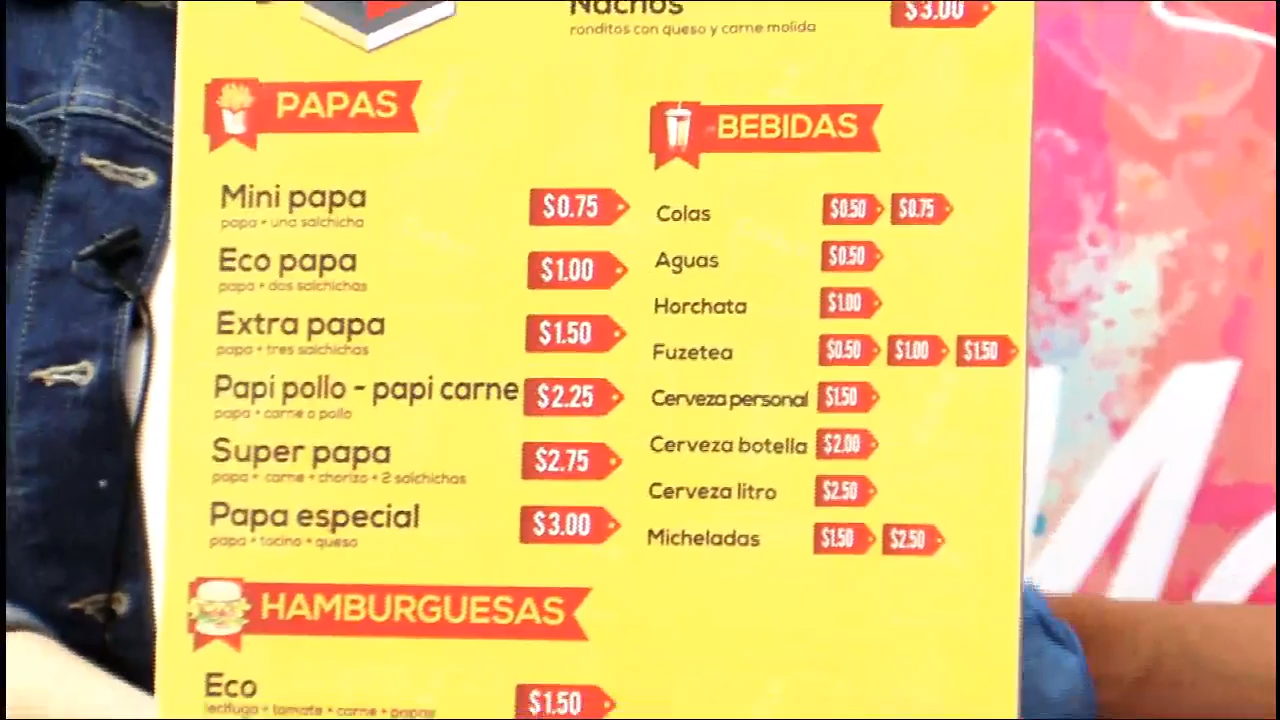 Nachos $3.00
ronditos con queso y carne molida
PAPAS
Mini papa $0.75
papa + una salchicha
Eco papa $1.00
papa + dos salchichas
Extra papa $1.50
papa + tres salchichas
Papi pollo - papi carne $2.25
papa + carne o pollo
Super papa $2.75
papa + carne + chorizo + 2 salchichas
Papa especial $3.00
papa + tocino + queso
BEBIDAS
Colas $0.50 $0.75
Aguas $0.50
Horchata $1.00
Fuzetea $0.50 $1.00 $1.50
Cerveza personal $1.50
Cerveza botella $2.00
Cerveza litro $2.50
Micheladas $1.50 $2.50
HAMBURGUESAS
Eco $1.50
lechuga + tomate + carne + papas